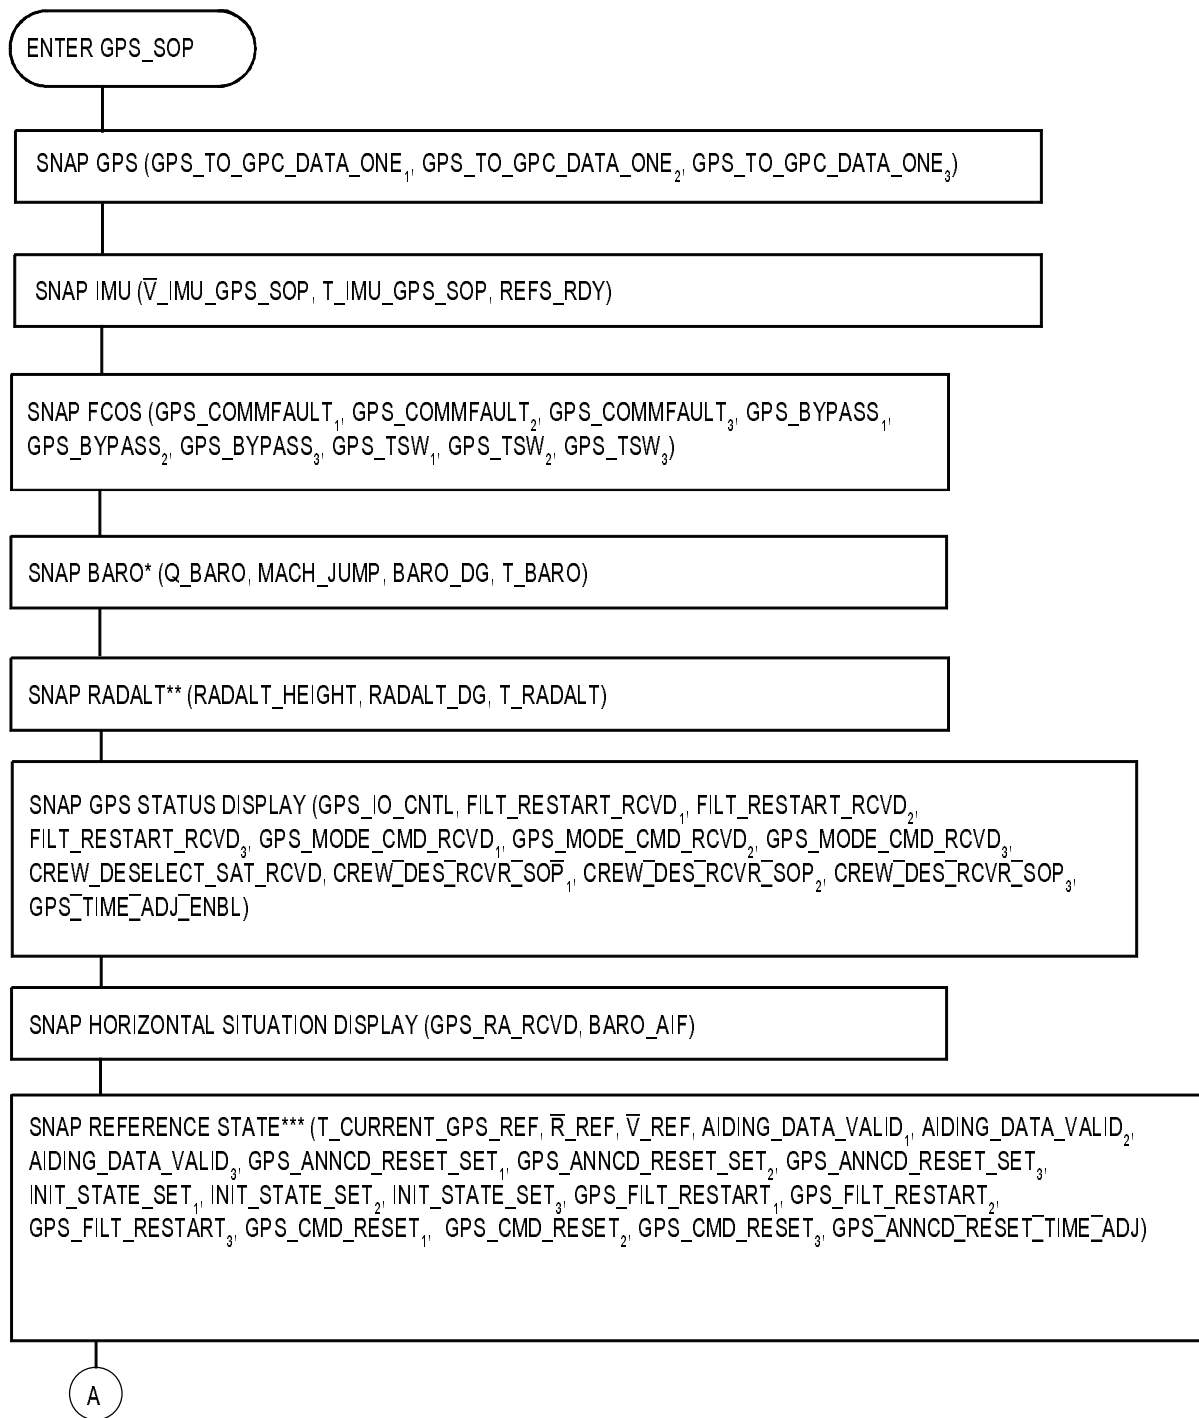 ENTER GPS_SOP
SNAP GPS (GPS_TO_GPC_DATA_ONE₁, GPS_TO_GPC_DATA_ONE₂, GPS_TO_GPC_DATA_ONE₃)
SNAP IMU (V̅_IMU_GPS_SOP, T_IMU_GPS_SOP, REFS_RDY)
SNAP FCOS (GPS_COMMFAULT₁, GPS_COMMFAULT₂, GPS_COMMFAULT₃, GPS_BYPASS₁,
GPS_BYPASS₂, GPS_BYPASS₃, GPS_TSW₁, GPS_TSW₂, GPS_TSW₃)
SNAP BARO* (Q_BARO, MACH_JUMP, BARO_DG, T_BARO)
SNAP RADALT** (RADALT_HEIGHT, RADALT_DG, T_RADALT)
SNAP GPS STATUS DISPLAY (GPS_IO_CNTL, FILT_RESTART_RCVD₁, FILT_RESTART_RCVD₂,
FILT_RESTART_RCVD₃, GPS_MODE_CMD_RCVD₁, GPS_MODE_CMD_RCVD₂, GPS_MODE_CMD_RCVD₃,
CREW_DESELECT_SAT_RCVD, CREW_DES_RCVR_SOP₁, CREW_DES_RCVR_SOP₂, CREW_DES_RCVR_SOP₃,
GPS_TIME_ADJ_ENBL)
SNAP HORIZONTAL SITUATION DISPLAY (GPS_RA_RCVD, BARO_AIF)
SNAP REFERENCE STATE*** (T_CURRENT_GPS_REF, R̅_REF, V̅_REF, AIDING_DATA_VALID₁, AIDING_DATA_VALID₂,
AIDING_DATA_VALID₃, GPS_ANNCD_RESET_SET₁, GPS_ANNCD_RESET_SET₂, GPS_ANNCD_RESET_SET₃,
INIT_STATE_SET₁, INIT_STATE_SET₂, INIT_STATE_SET₃, GPS_FILT_RESTART₁, GPS_FILT_RESTART₂,
GPS_FILT_RESTART₃, GPS_CMD_RESET₁, GPS_CMD_RESET₂, GPS_CMD_RESET₃, GPS_ANNCD_RESET_TIME_ADJ)
A